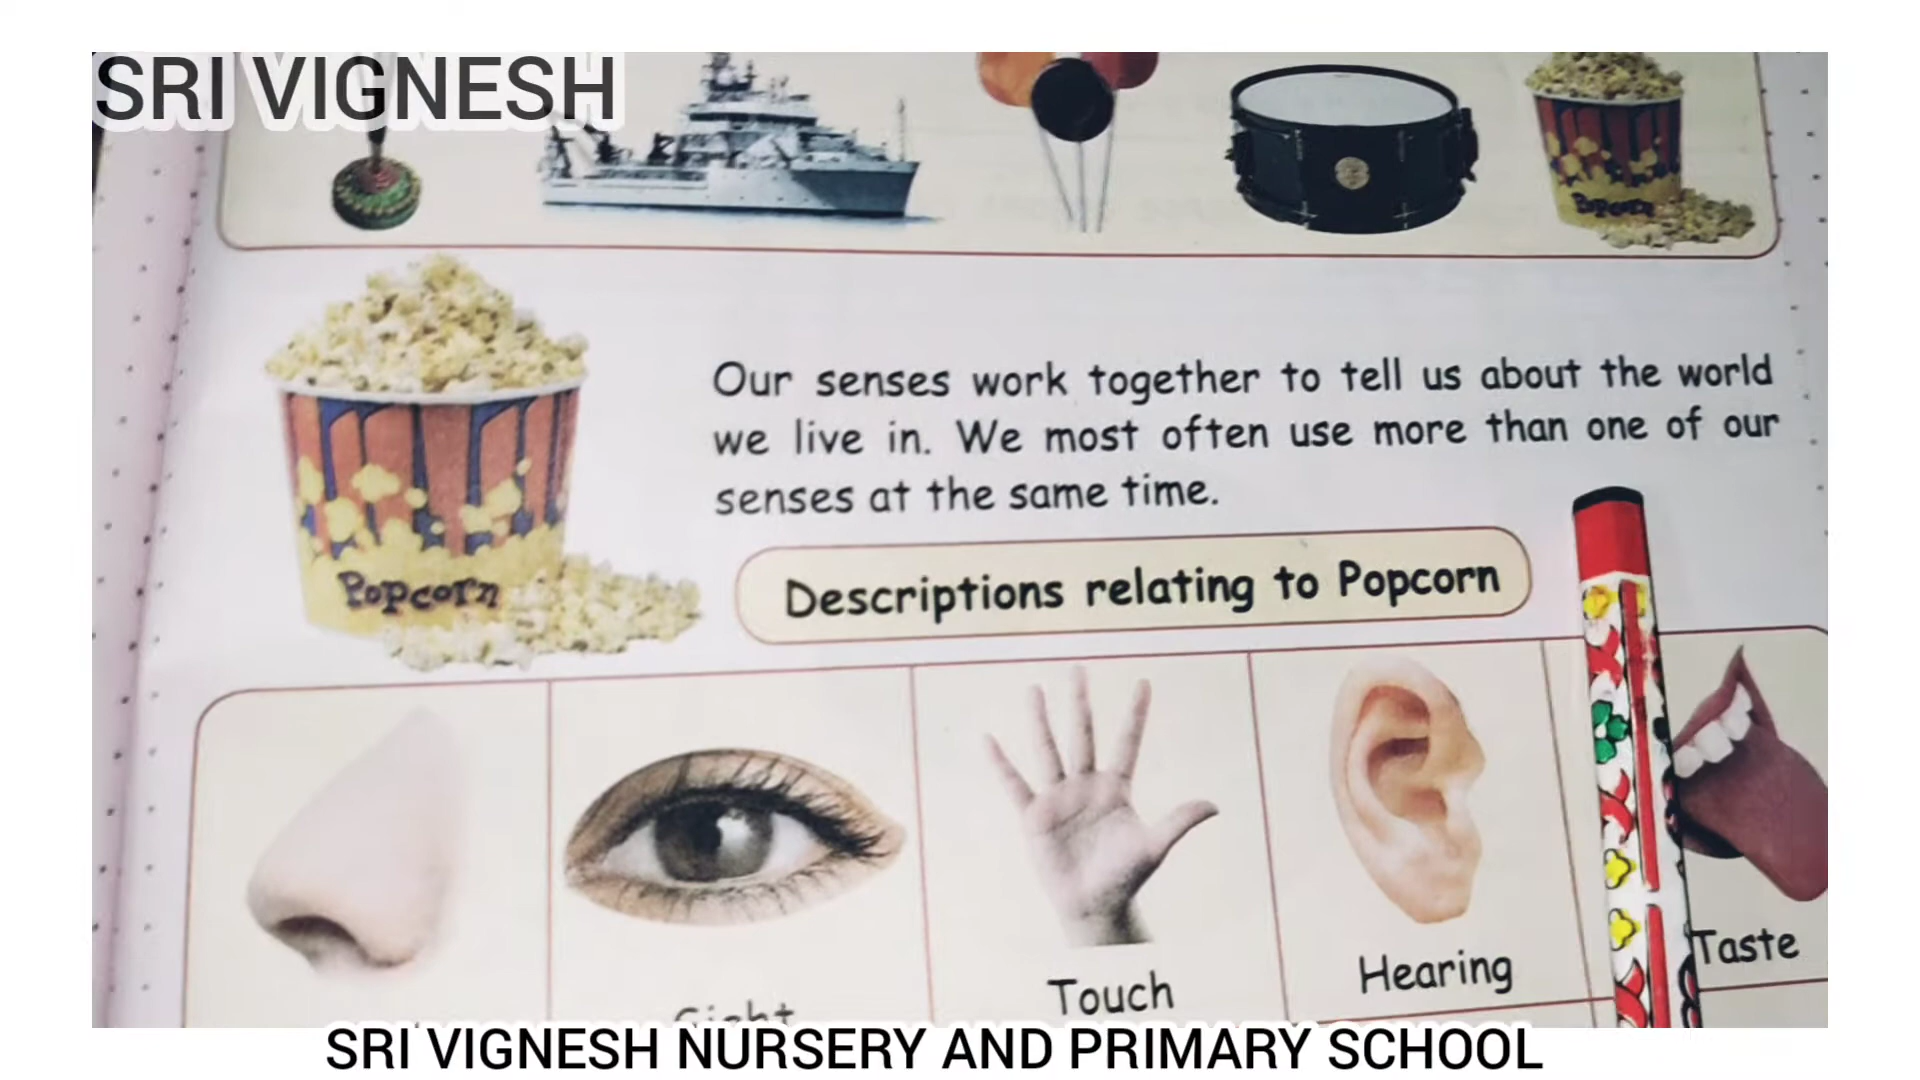 SRI VIGNESH
Popcorn
Our senses work together to tell us about the world
we live in. We most often use more than one of our
senses at the same time.
Popcorn
Descriptions relating to Popcorn
Sight
Touch
Hearing
Taste
SRI VIGNESH NURSERY AND PRIMARY SCHOOL